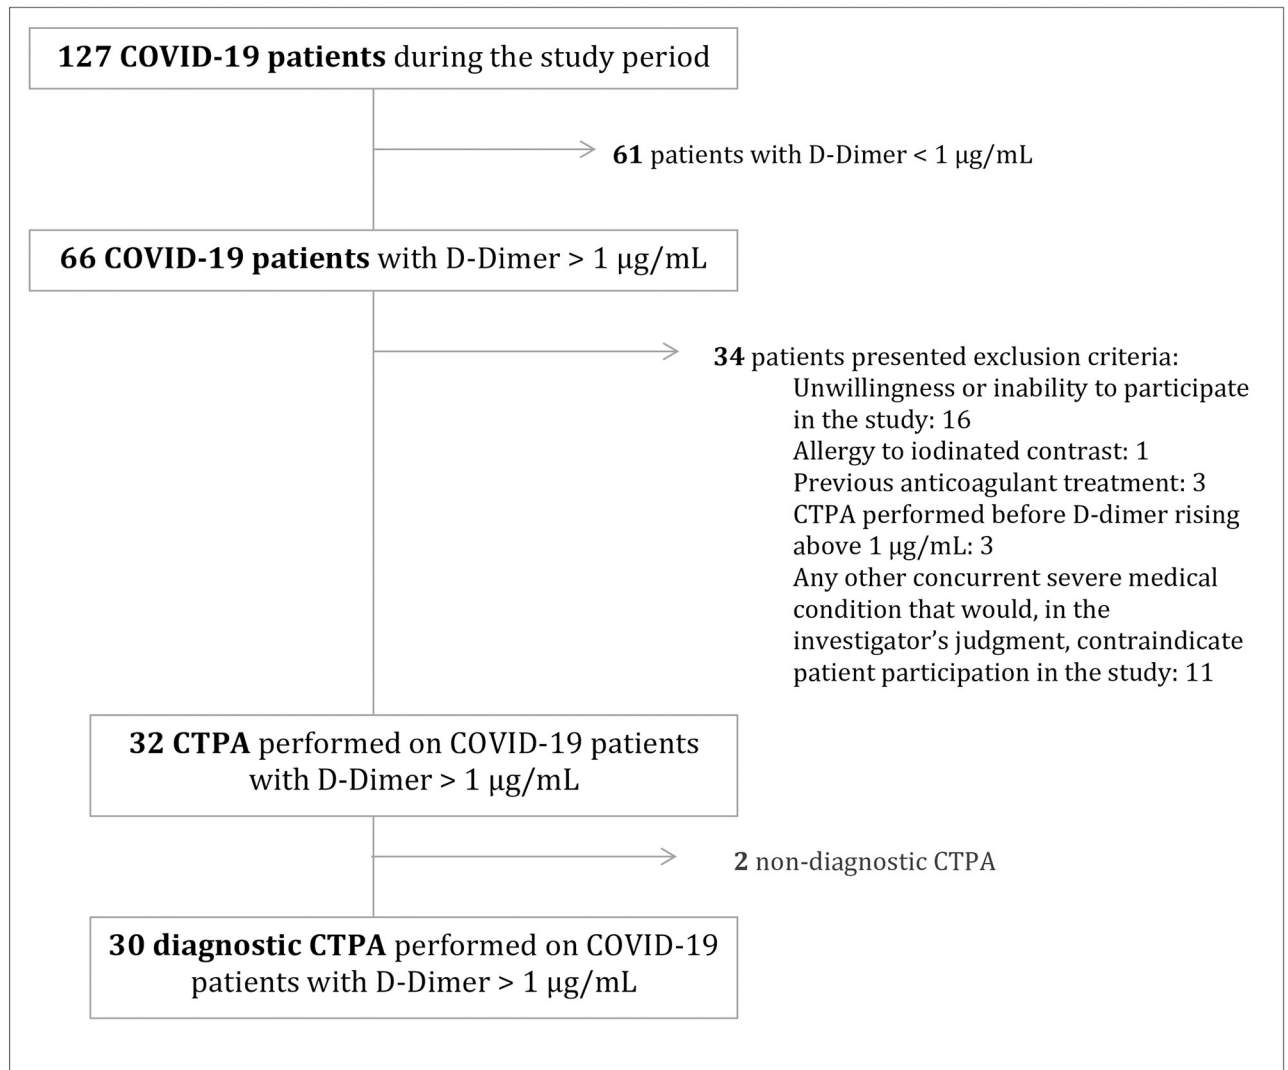 127 COVID-19 patients during the study period
61 patients with D-Dimer < 1 µg/mL
66 COVID-19 patients with D-Dimer > 1 µg/mL
34 patients presented exclusion criteria:
Unwillingness or inability to participate
in the study: 16
Allergy to iodinated contrast: 1
Previous anticoagulant treatment: 3
CTPA performed before D-dimer rising
above 1 µg/mL: 3
Any other concurrent severe medical
condition that would, in the
investigator’s judgment, contraindicate
patient participation in the study: 11
32 CTPA performed on COVID-19 patients
with D-Dimer > 1 µg/mL
2 non-diagnostic CTPA
30 diagnostic CTPA performed on COVID-19
patients with D-Dimer > 1 µg/mL